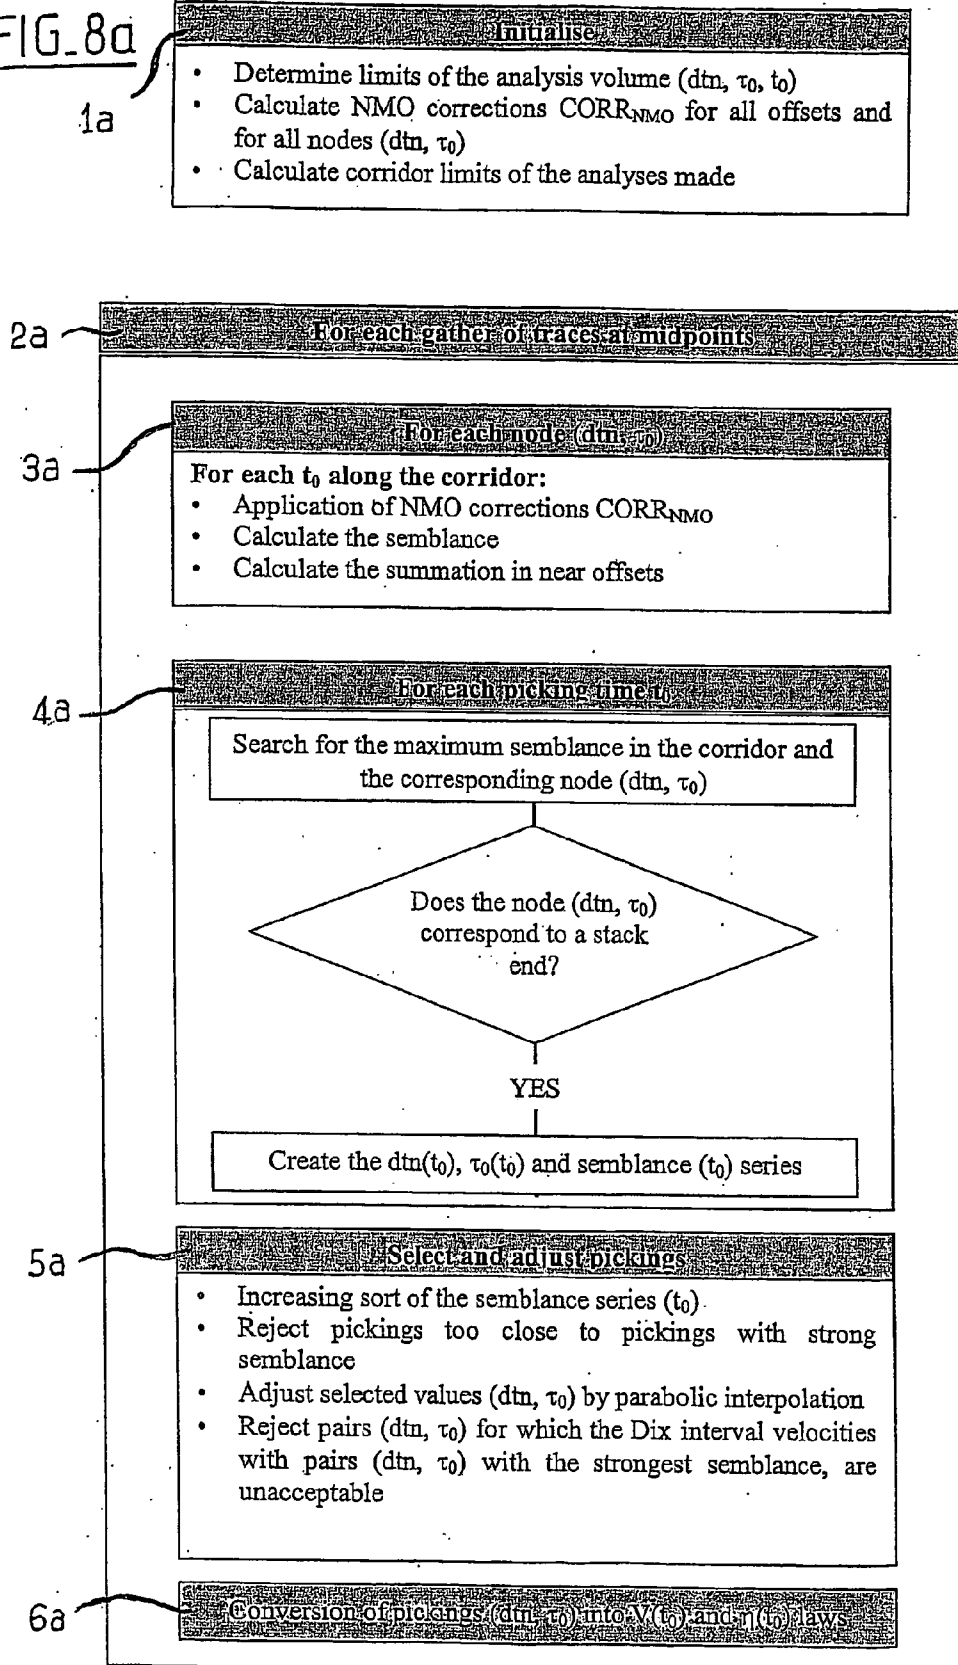 FIG_8a
1a
Initialise
• Determine limits of the analysis volume (dtn, τ₀, t₀)
• Calculate NMO corrections CORR_NMO for all offsets and
for all nodes (dtn, τ₀)
• Calculate corridor limits of the analyses made
2a
For each gather of traces at midpoints
3a
For each node (dtn, τ₀)
For each t₀ along the corridor:
• Application of NMO corrections CORR_NMO
• Calculate the semblance
• Calculate the summation in near offsets
4a
For each picking time t₀
Search for the maximum semblance in the corridor and
the corresponding node (dtn, τ₀)
Does the node (dtn, τ₀)
correspond to a stack
end?
YES
Create the dtn(t₀), τ₀(t₀) and semblance (t₀) series
5a
Select and adjust pickings
• Increasing sort of the semblance series (t₀)
• Reject pickings too close to pickings with strong
semblance
• Adjust selected values (dtn, τ₀) by parabolic interpolation
• Reject pairs (dtn, τ₀) for which the Dix interval velocities
with pairs (dtn, τ₀) with the strongest semblance, are
unacceptable
6a
Conversion of pickings (dtn, τ₀) into V(t₀) and η(t₀) laws